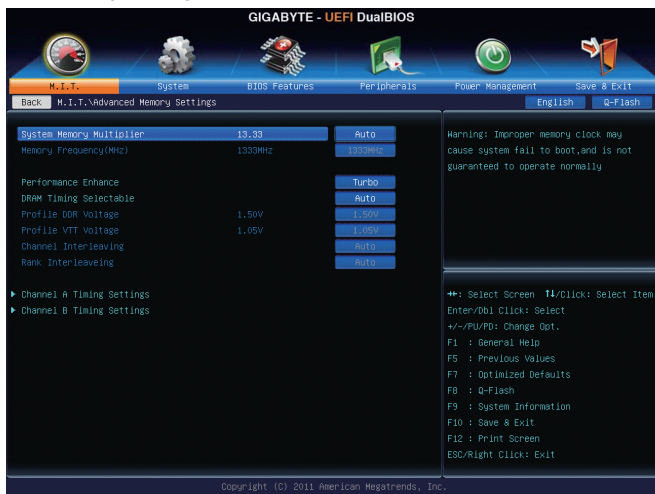 GIGABYTE - UEFI DualBIOS
M.I.T. System BIOS Features Peripherals Power Management Save & Exit
Back M.I.T.\Advanced Memory Settings English Q-Flash
System Memory Multiplier 13.33 Auto
Memory Frequency(MHz) 1333MHz 1333MHz
Performance Enhance Turbo
DRAM Timing Selectable Auto
Profile DDR Voltage 1.50V 1.50V
Profile VTT Voltage 1.05V 1.05V
Channel Interleaving Auto
Rank Interleaveing Auto
Channel A Timing Settings
Channel B Timing Settings
Warning: Improper memory clock may
cause system fail to boot,and is not
guaranteed to operate normally
→←: Select Screen ↑↓/Click: Select Item
Enter/Dbl Click: Select
+/-/PU/PD: Change Opt.
F1 : General Help
F5 : Previous Values
F7 : Optimized Defaults
F8 : Q-Flash
F9 : System Information
F10 : Save & Exit
F12 : Print Screen
ESC/Right Click: Exit
Copyright (C) 2011 American Megatrends, Inc.